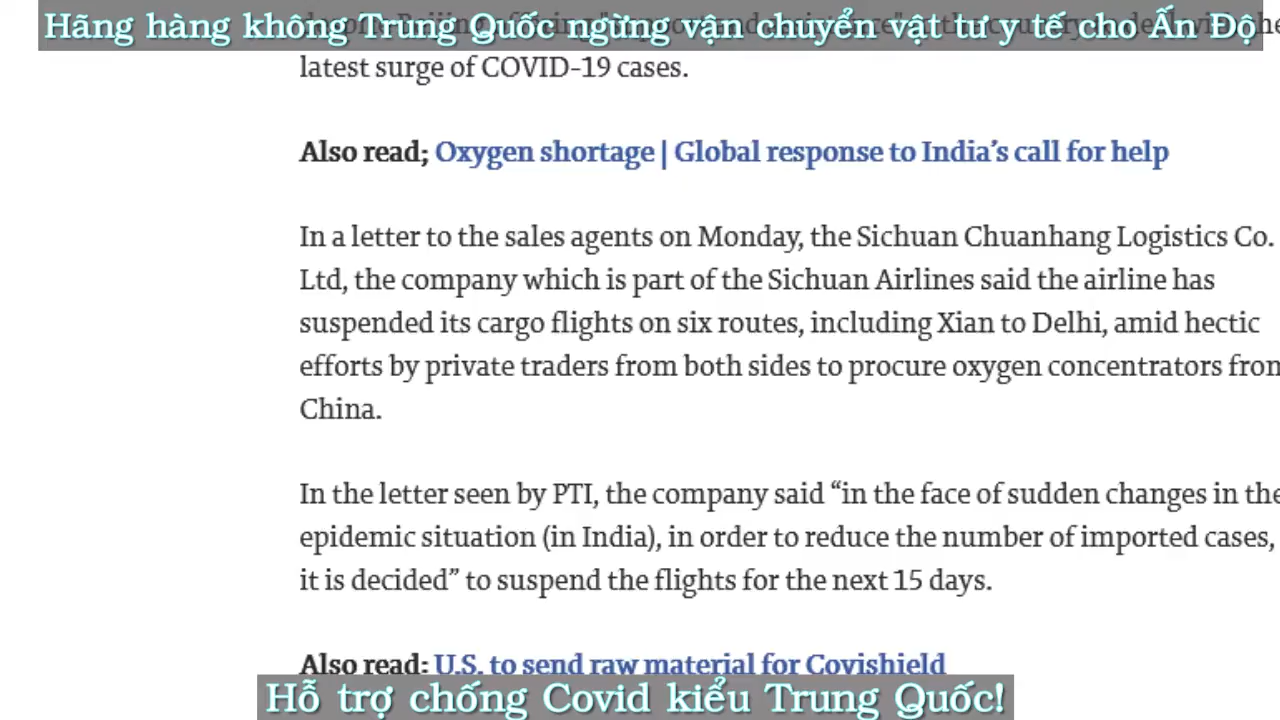 Hãng hàng không Trung Quốc ngừng vận chuyển vật tư y tế cho Ấn Độ
latest surge of COVID-19 cases.
Also read; Oxygen shortage | Global response to India’s call for help
In a letter to the sales agents on Monday, the Sichuan Chuanhang Logistics Co.
Ltd, the company which is part of the Sichuan Airlines said the airline has
suspended its cargo flights on six routes, including Xian to Delhi, amid hectic
efforts by private traders from both sides to procure oxygen concentrators from
China.
In the letter seen by PTI, the company said “in the face of sudden changes in the
epidemic situation (in India), in order to reduce the number of imported cases,
it is decided” to suspend the flights for the next 15 days.
Also read: U.S. to send raw material for Covishield
Hỗ trợ chống Covid kiểu Trung Quốc!